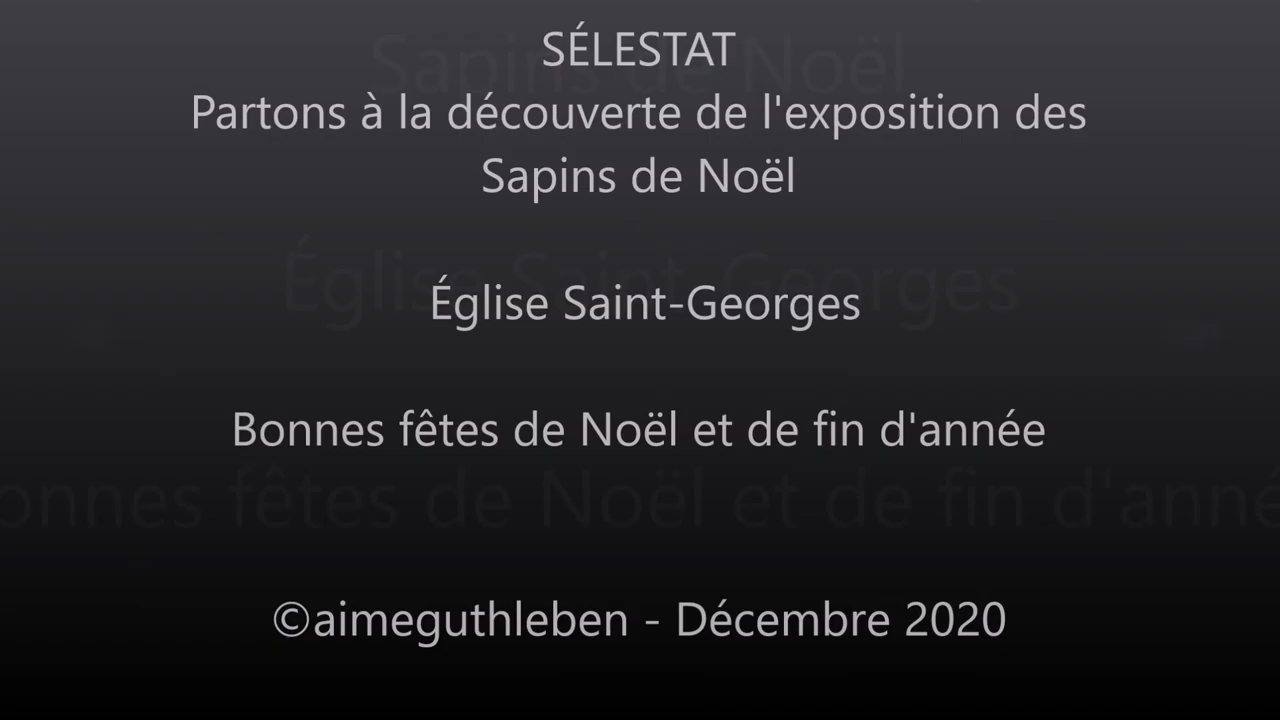 SÉLESTAT
Partons à la découverte de l'exposition des
Sapins de Noël
Église Saint-Georges
Bonnes fêtes de Noël et de fin d'année
©aimeguthleben - Décembre 2020